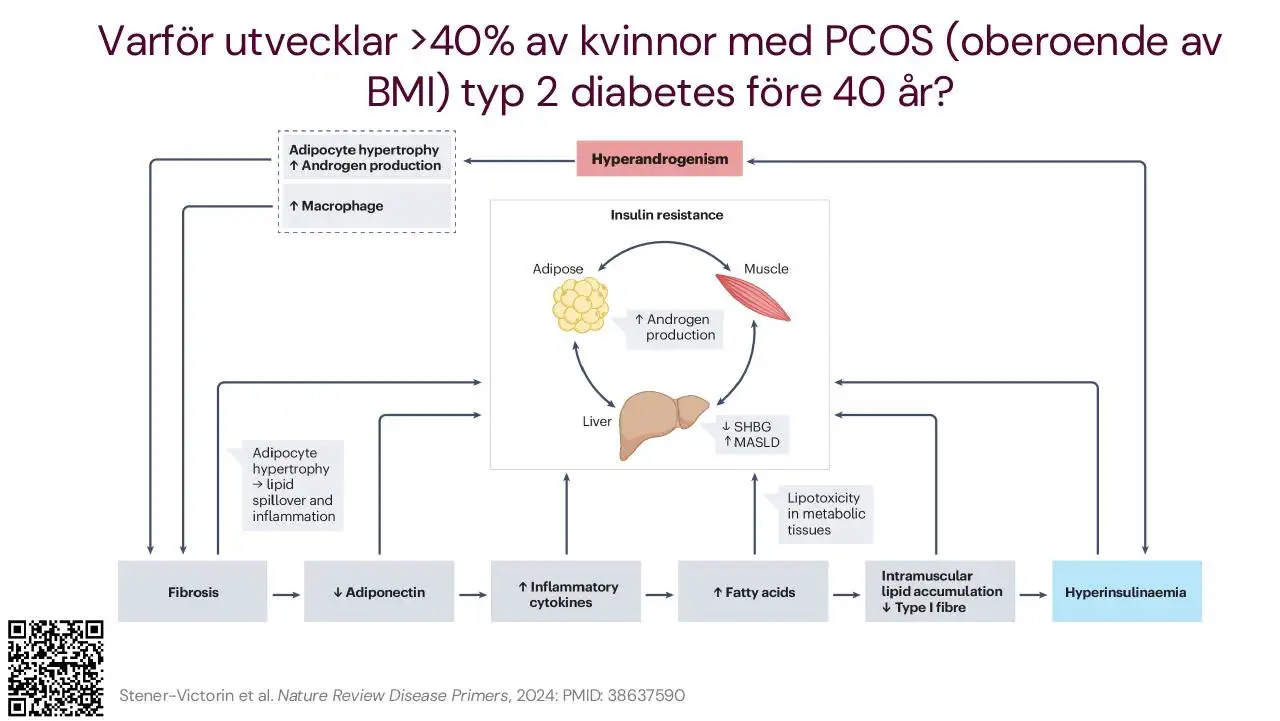 Varför utvecklar >40% av kvinnor med PCOS (oberoende av
BMI) typ 2 diabetes före 40 år?
Adipocyte hypertrophy
↑ Androgen production
↑ Macrophage
Hyperandrogenism
Insulin resistance
Adipose
Muscle
↑ Androgen
production
Liver
↓ SHBG
↑ MASLD
Adipocyte
hypertrophy
→ lipid
spillover and
inflammation
Lipotoxicity
in metabolic
tissues
Fibrosis
↓ Adiponectin
↑ Inflammatory
cytokines
↑ Fatty acids
Intramuscular
lipid accumulation
↓ Type I fibre
Hyperinsulinaemia
Stener-Victorin et al. Nature Review Disease Primers, 2024: PMID: 38637590